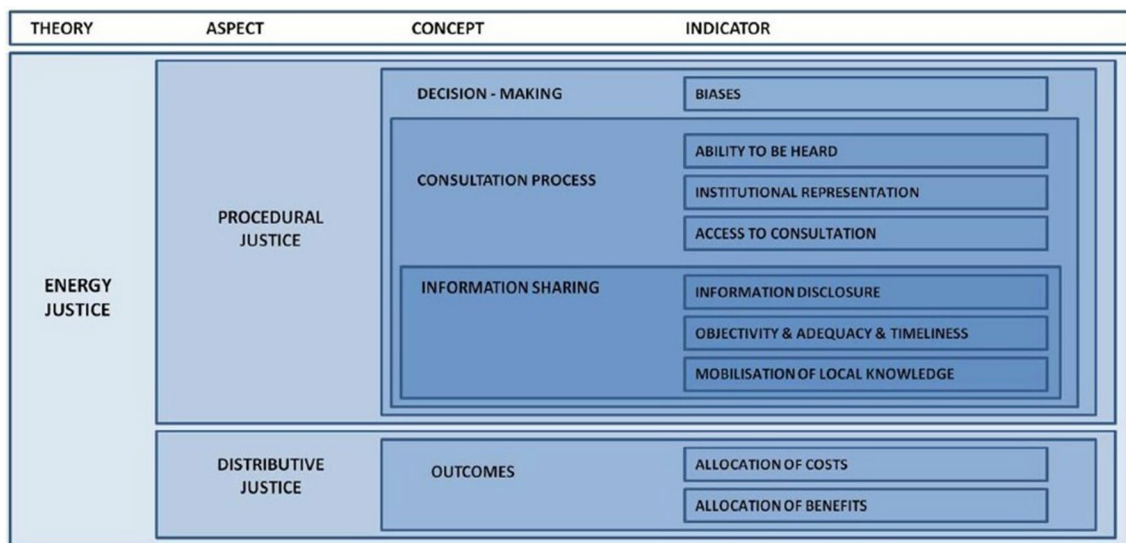 THEORY ASPECT CONCEPT INDICATOR
DECISION - MAKING BIASES
ABILITY TO BE HEARD
CONSULTATION PROCESS
INSTITUTIONAL REPRESENTATION
PROCEDURAL
JUSTICE
ACCESS TO CONSULTATION
ENERGY
JUSTICE
INFORMATION SHARING
INFORMATION DISCLOSURE
OBJECTIVITY & ADEQUACY & TIMELINESS
MOBILISATION OF LOCAL KNOWLEDGE
DISTRIBUTIVE
JUSTICE
OUTCOMES
ALLOCATION OF COSTS
ALLOCATION OF BENEFITS